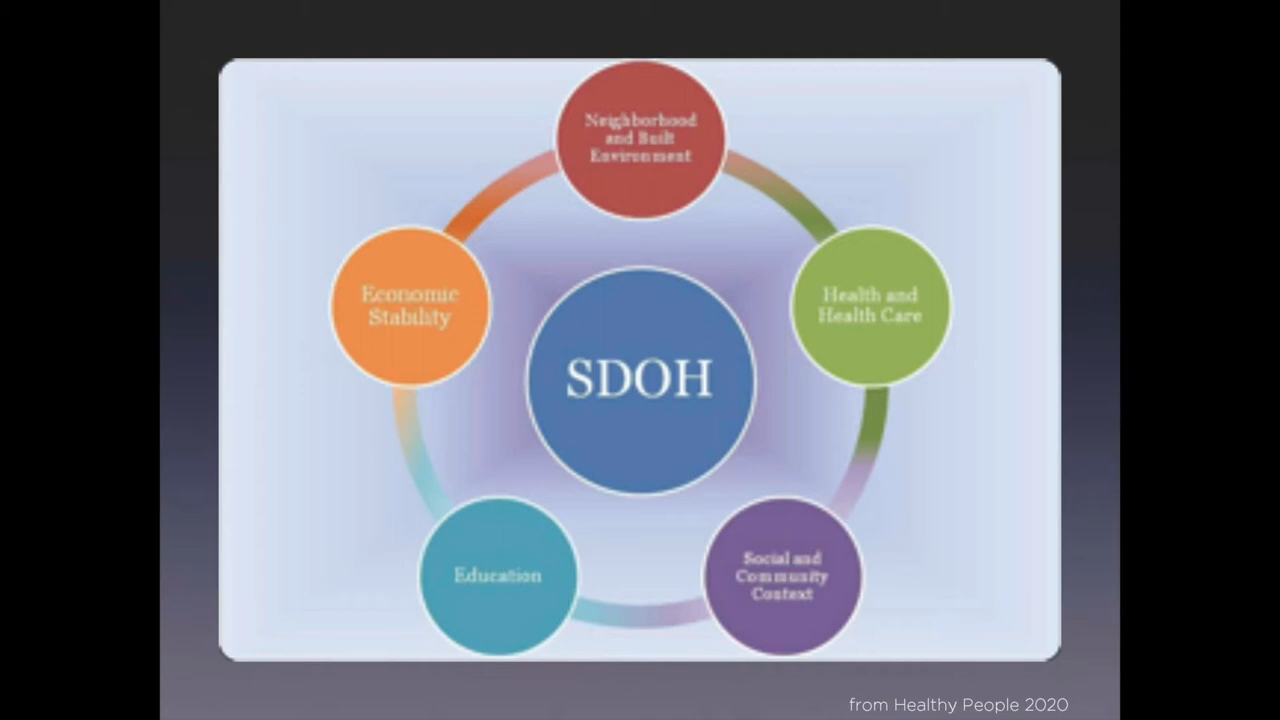 Neighborhood
and Built
Environment
Economic
Stability
Health and
Health Care
SDOH
Education
Social and
Community
Context
from Healthy People 2020